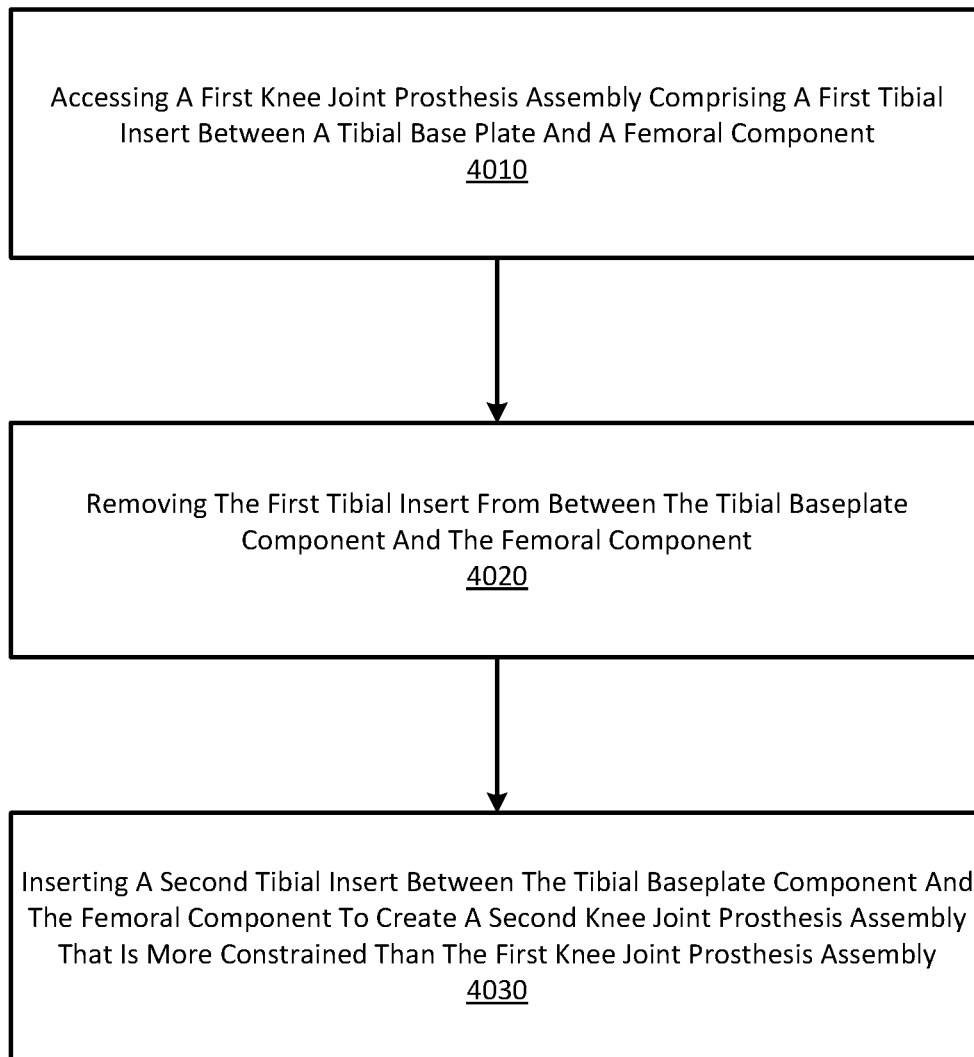 Accessing A First Knee Joint Prosthesis Assembly Comprising A First Tibial
Insert Between A Tibial Base Plate And A Femoral Component
4010
Removing The First Tibial Insert From Between The Tibial Baseplate
Component And The Femoral Component
4020
Inserting A Second Tibial Insert Between The Tibial Baseplate Component And
The Femoral Component To Create A Second Knee Joint Prosthesis Assembly
That Is More Constrained Than The First Knee Joint Prosthesis Assembly
4030